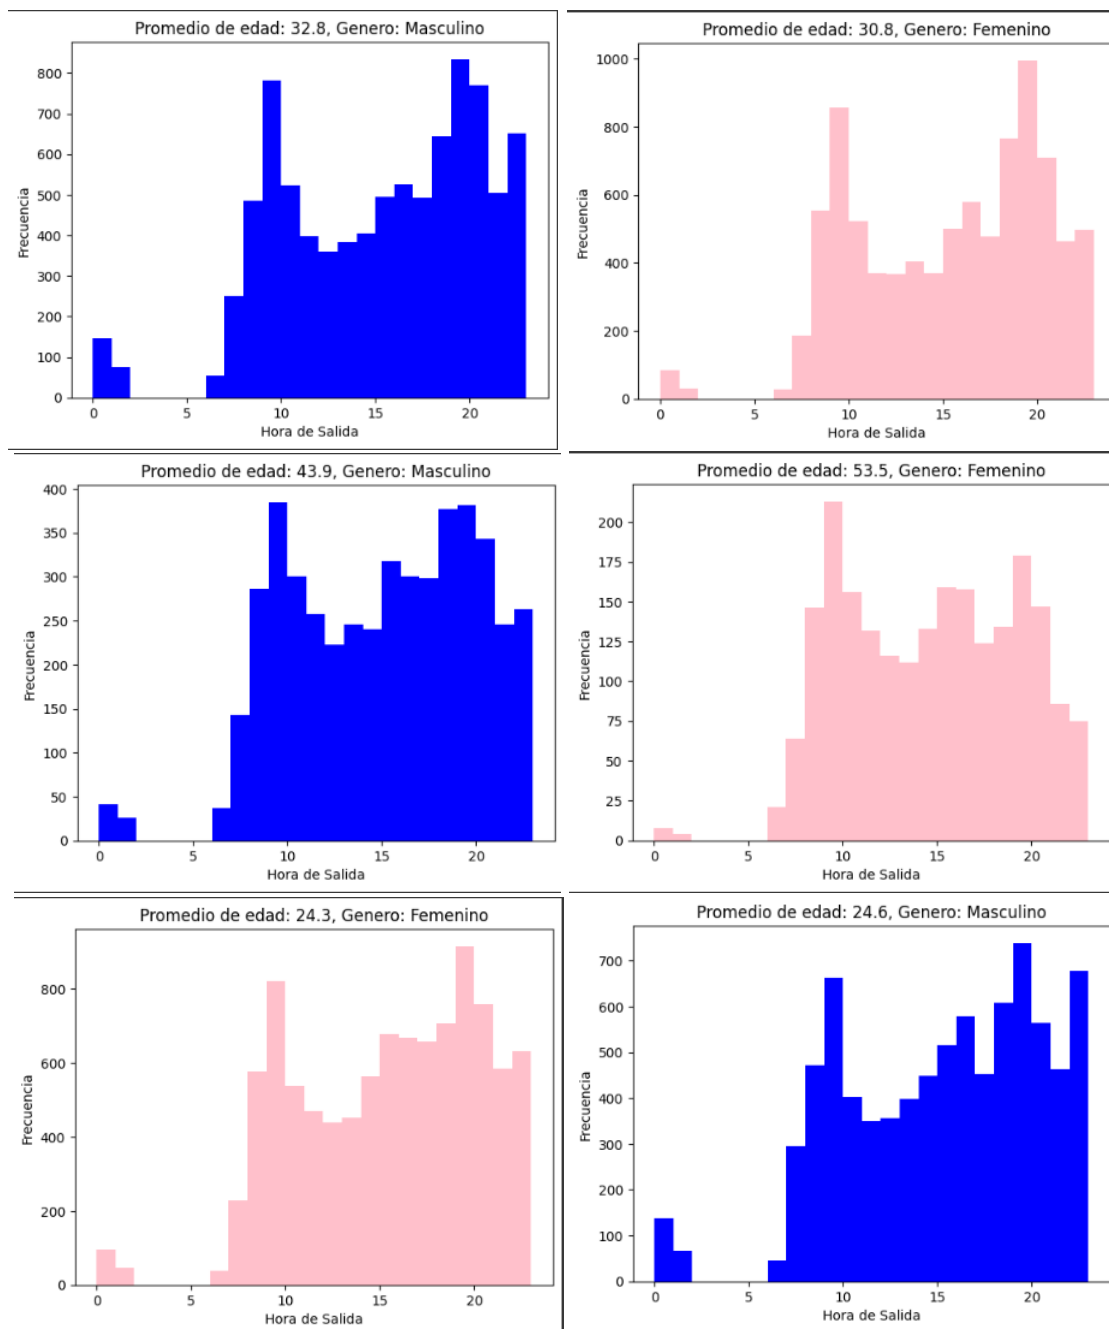 Promedio de edad: 32.8, Genero: Masculino
800
700
600
500
400
300
200
100
0
Frecuencia
0 5 10 15 20
Hora de Salida
Promedio de edad: 30.8, Genero: Femenino
1000
800
600
400
200
0
Frecuencia
0 5 10 15 20
Hora de Salida
Promedio de edad: 43.9, Genero: Masculino
400
350
300
250
200
150
100
50
0
Frecuencia
0 5 10 15 20
Hora de Salida
Promedio de edad: 53.5, Genero: Femenino
200
175
150
125
100
75
50
25
0
Frecuencia
0 5 10 15 20
Hora de Salida
Promedio de edad: 24.3, Genero: Femenino
800
600
400
200
0
Frecuencia
0 5 10 15 20
Hora de Salida
Promedio de edad: 24.6, Genero: Masculino
700
600
500
400
300
200
100
0
Frecuencia
0 5 10 15 20
Hora de Salida